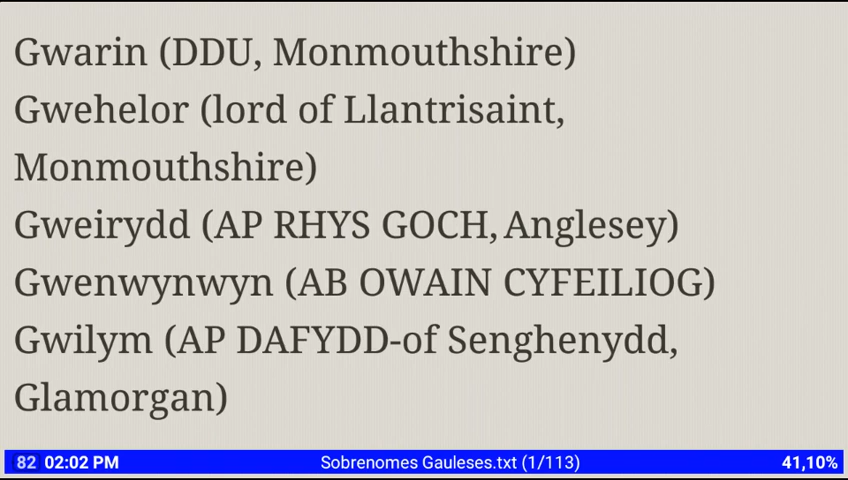 Gwarin (DDU, Monmouthshire)
Gwehelor (lord of Llantrisaint,
Monmouthshire)
Gweirydd (AP RHYS GOCH, Anglesey)
Gwenwynwyn (AB OWAIN CYFEILIOG)
Gwilym (AP DAFYDD-of Senghenydd,
Glamorgan)
82 02:02 PM Sobrenomes Gauleses.txt (1/113) 41,10%